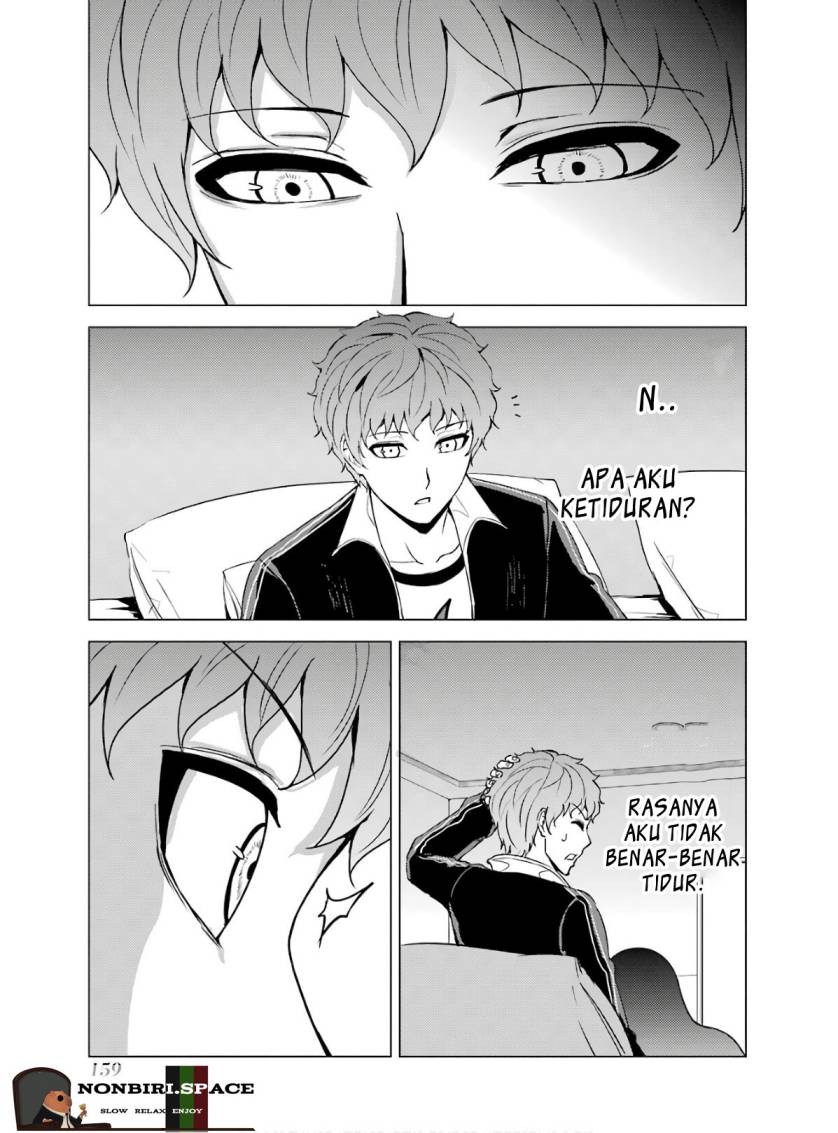 N..
APA AKU
KETIDURAN?
RASANYA
AKU TIDAK
BENAR-BENAR
TIDUR.
159
NONBIRI.SPACE
SLOW RELAX ENJOY